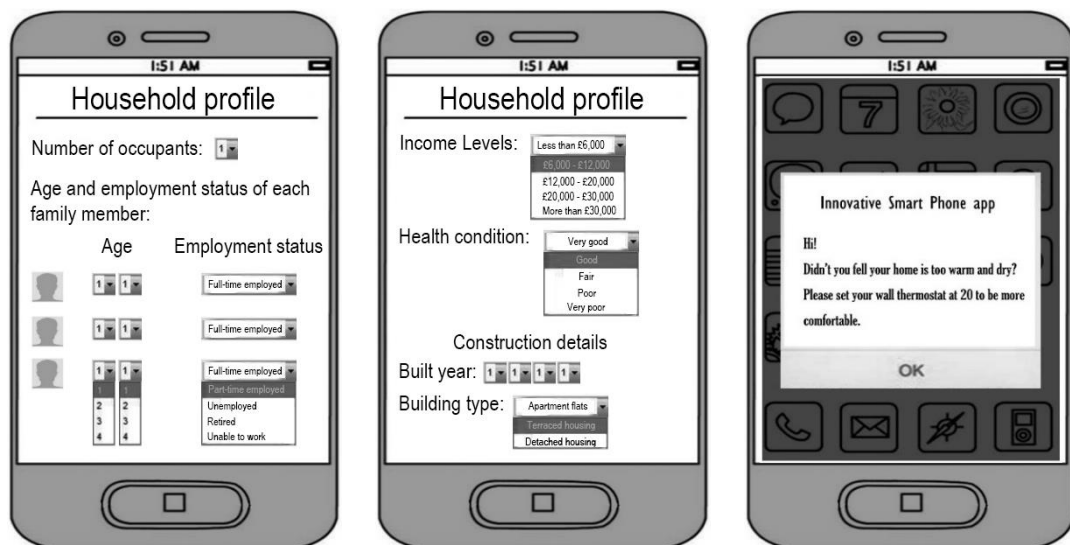 1:51 AM
Household profile
Number of occupants: 1
Age and employment status of each
family member:
Age Employment status
1 1 Full-time employed
1 1 Full-time employed
1 1 Full-time employed
1 1 Part-time employed
2 2 Unemployed
3 3 Retired
4 4 Unable to work
1:51 AM
Household profile
Income Levels: Less than £6,000
£6,000 - £12,000
£12,000 - £20,000
£20,000 - £30,000
More than £30,000
Health condition: Very good
Good
Fair
Poor
Very poor
Construction details
Built year: 1 1 1 1
Building type: Apartment flats
Terraced housing
Detached housing
1:51 AM
7
Innovative Smart Phone app
Hi!
Didn't you fell your home is too warm and dry?
Please set your wall thermostat at 20 to be more
comfortable.
OK